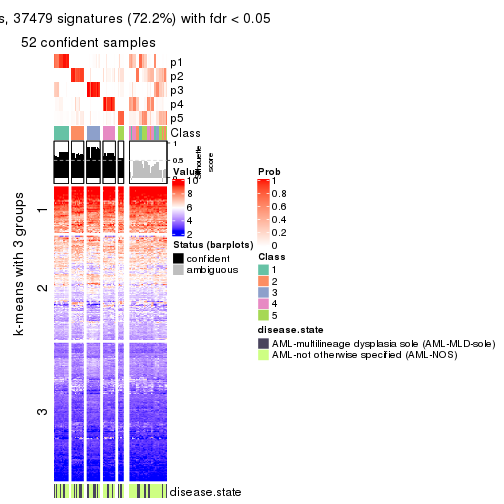 s, 37479 signatures (72.2%) with fdr < 0.05
52 confident samples
p1
p2
p3
p4
p5
Class
1
0.5
0
silhouette
score
k-means with 3 groups
1
2
3
disease.state
Value
10
8
6
4
2
Status (barplots)
confident
ambiguous
Prob
1
0.8
0.6
0.4
0.2
0
Class
1
2
3
4
5
disease.state
AML-multilineage dysplasia sole (AML-MLD-sole)
AML-not otherwise specified (AML-NOS)